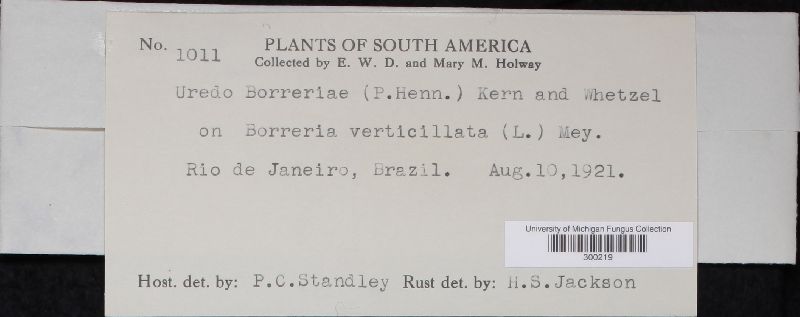 No. 1011 PLANTS OF SOUTH AMERICA
Collected by E. W. D. and Mary M. Holway
Uredo Borreriae (P.Henn.) Kern and Whetzel
on Borreria verticillata (L.) Mey.
Rio de Janeiro, Brazil. Aug.10,1921.
University of Michigan Fungus Collection
300219
Host. det. by: P.C.Standley Rust det. by: H.S.Jackson